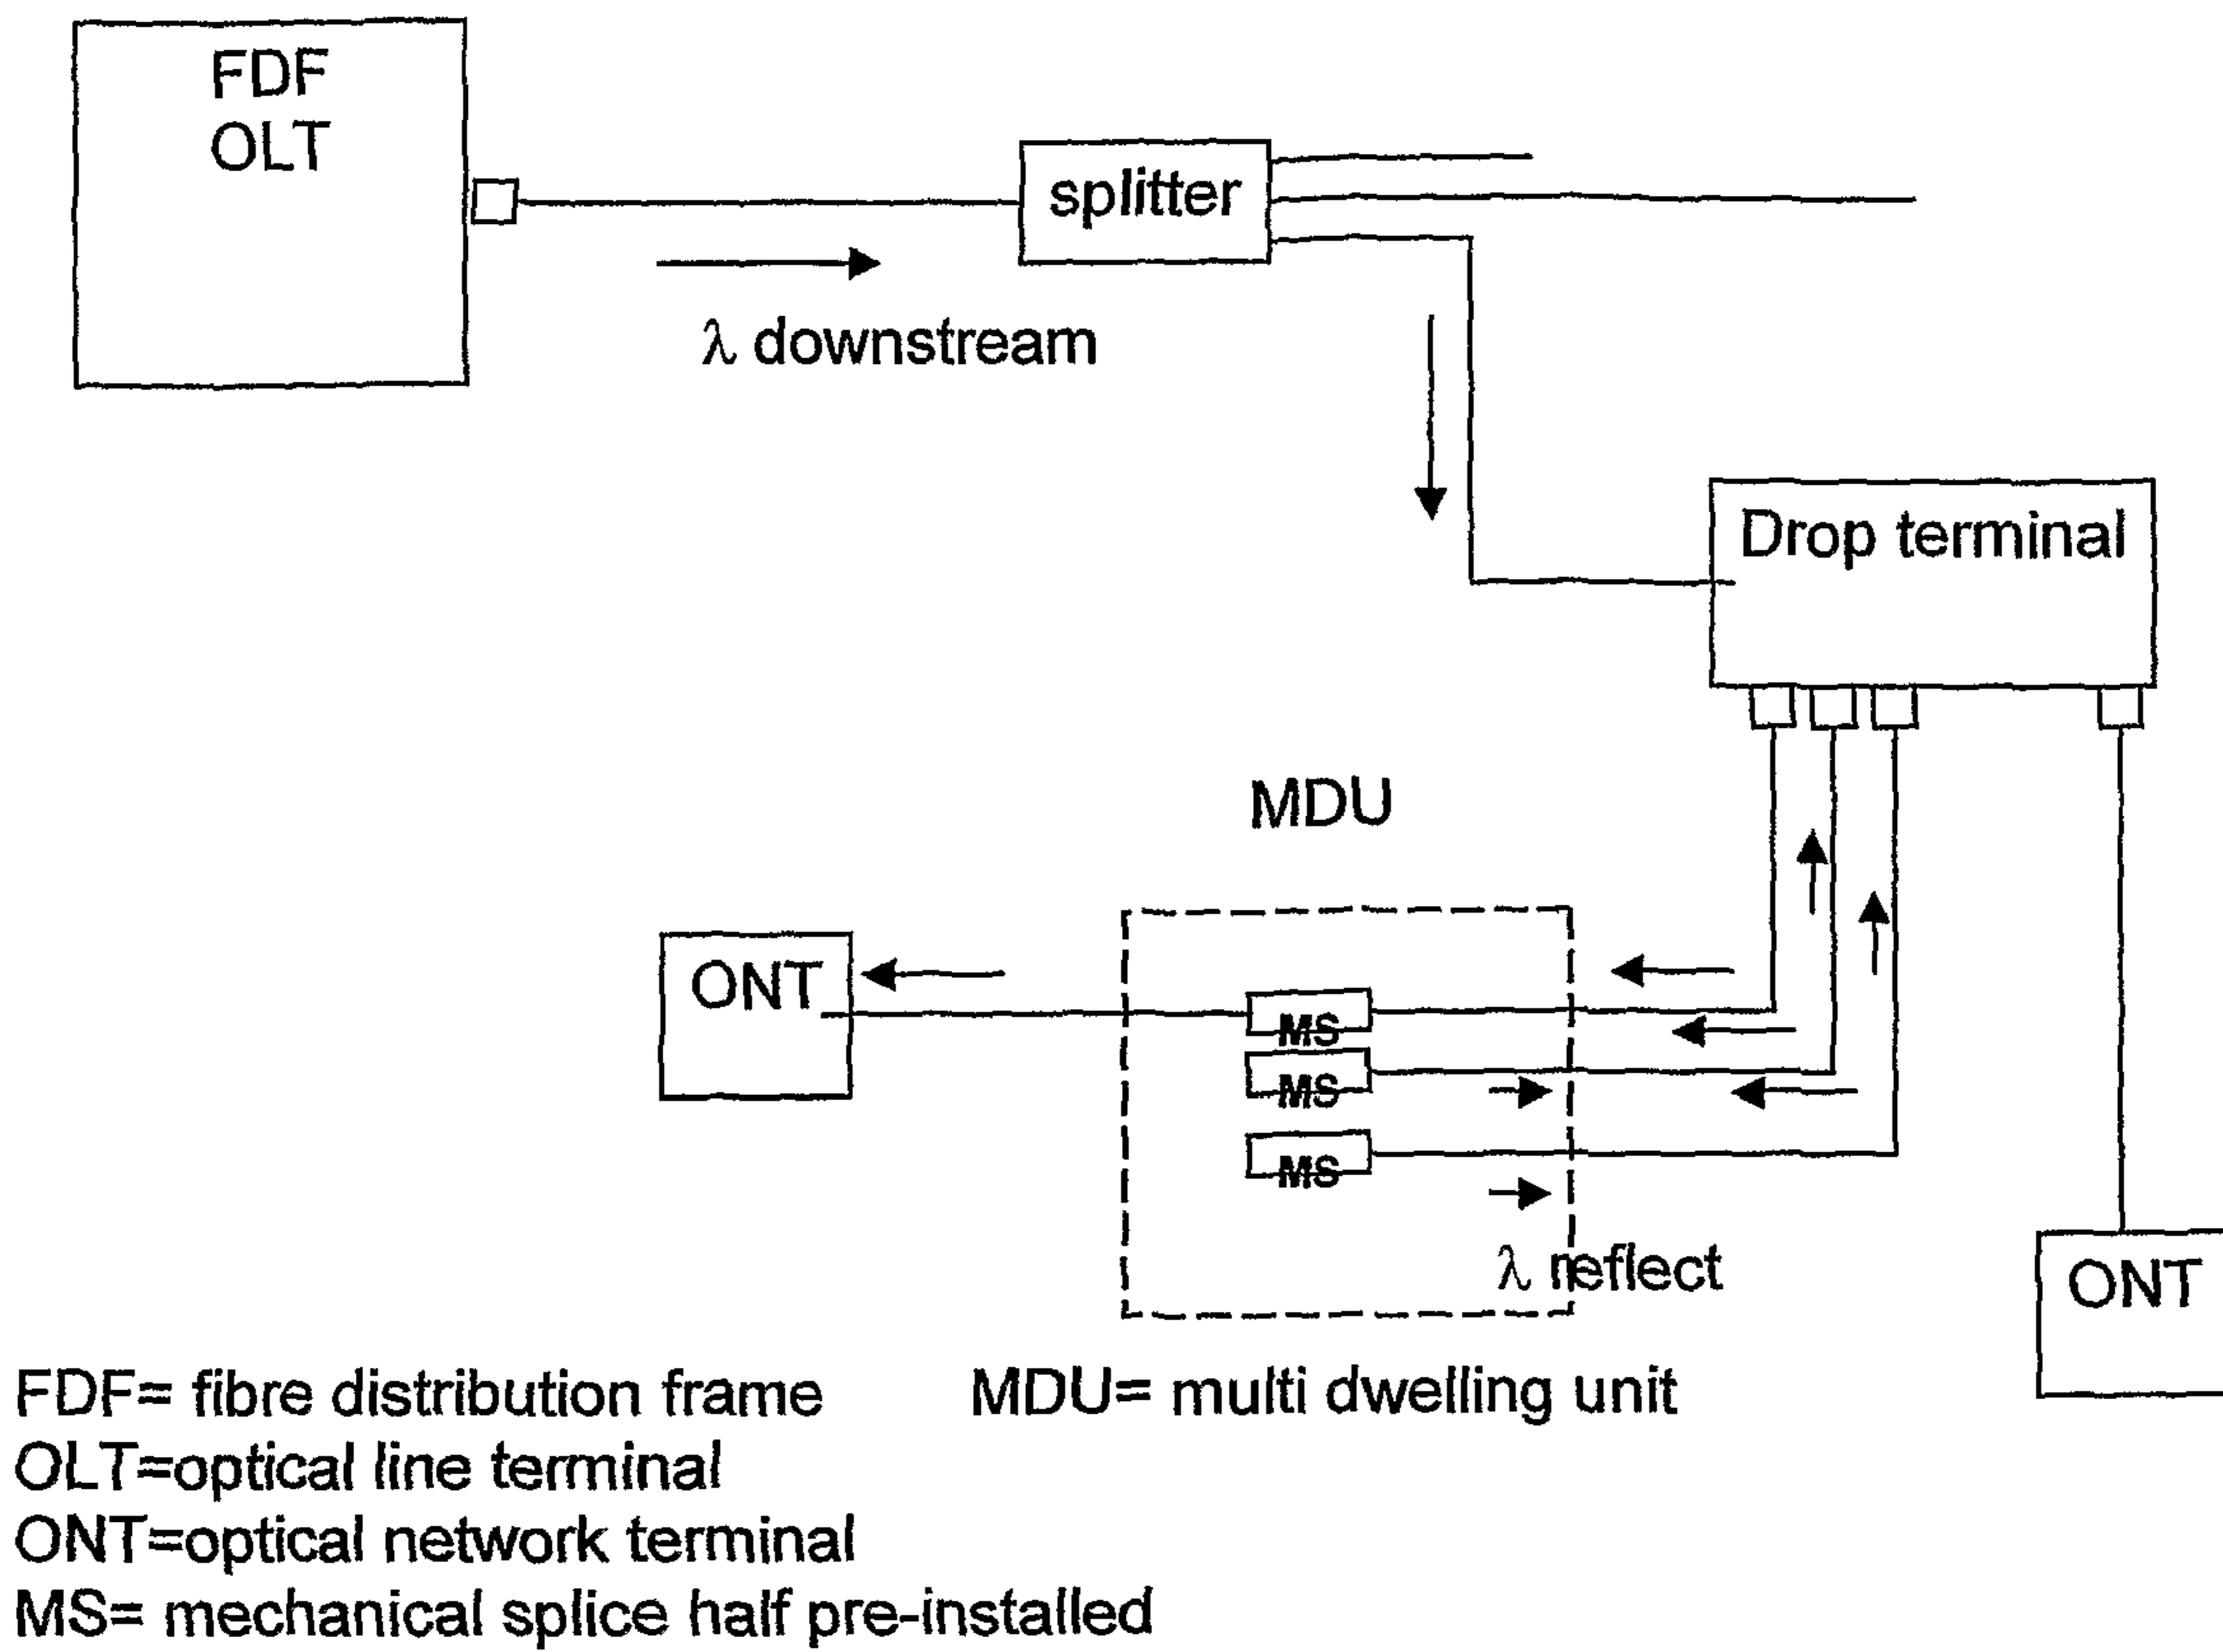 FDF
OLT
splitter
λ downstream
Drop terminal
MDU
ONT
MS
MS
MS
λ reflect
ONT
FDF= fibre distribution frame
MDU= multi dwelling unit
OLT=optical line terminal
ONT=optical network terminal
MS= mechanical splice half pre-installed